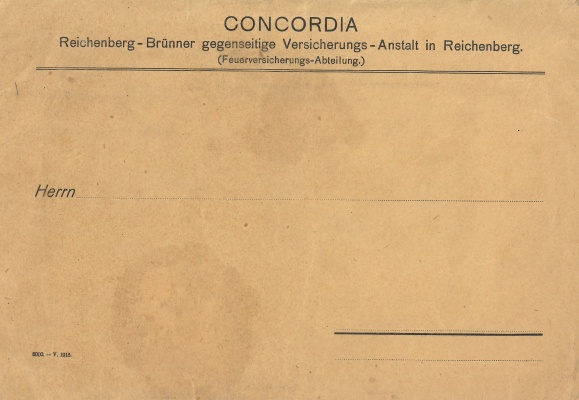 CONCORDIA
Reichenberg-Brünner gegenseitige Versicherungs-Anstalt in Reichenberg.
(Feuerversicherungs-Abteilung.)
Herrn